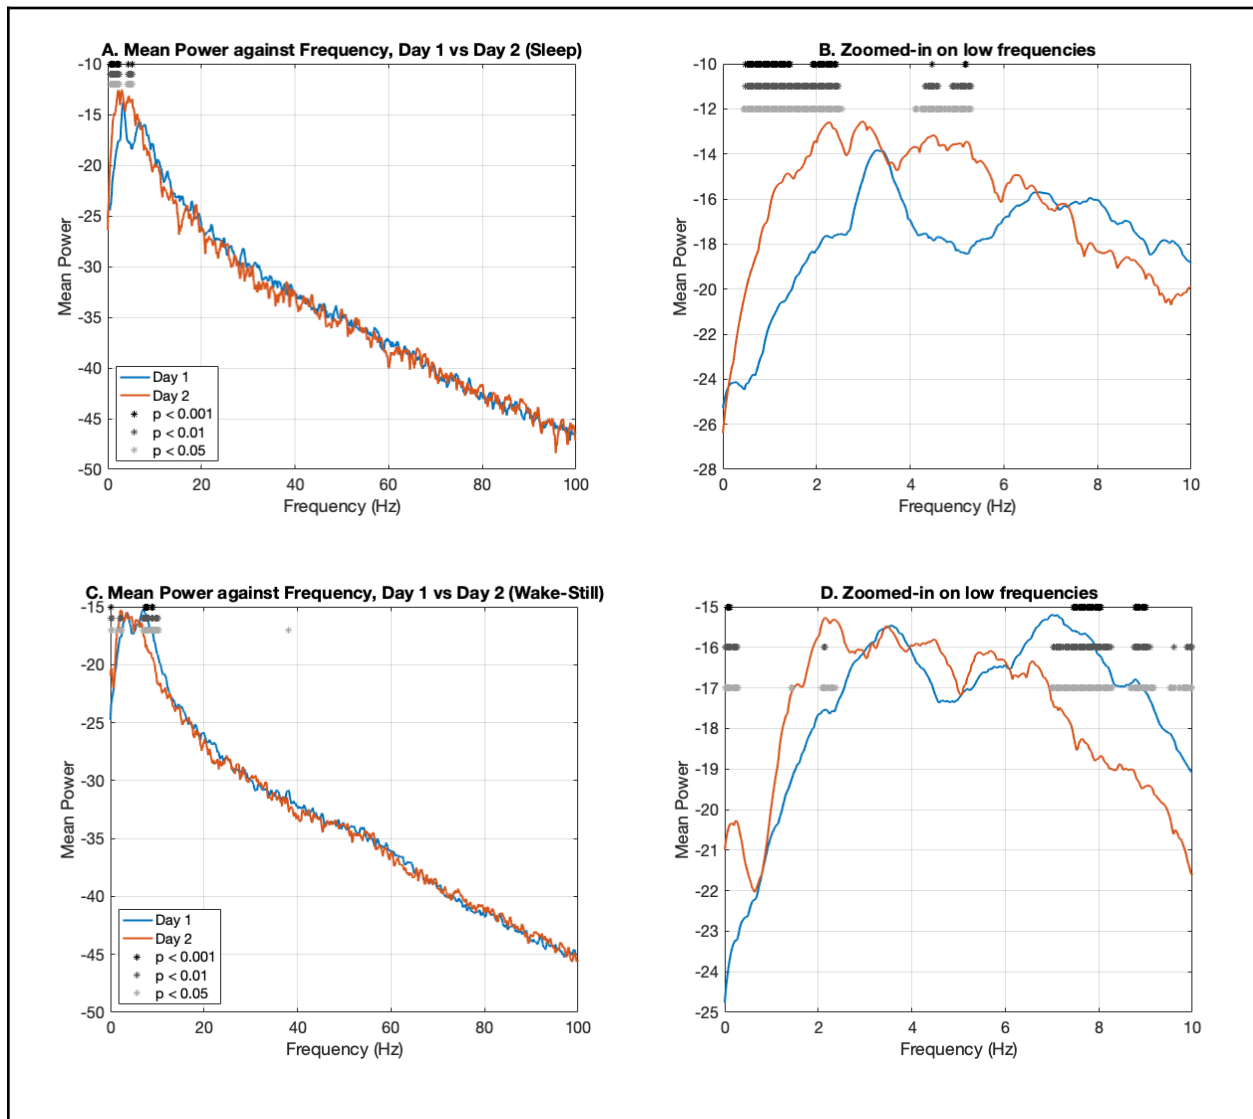 A. Mean Power against Frequency, Day 1 vs Day 2 (Sleep)
-10
-15
-20
-25
-30
-35
-40
-45
-50
Mean Power
Day 1
Day 2
p < 0.001
p < 0.01
p < 0.05
0 20 40 60 80 100
Frequency (Hz)
B. Zoomed-in on low frequencies
-10
-12
-14
-16
-18
-20
-22
-24
-26
-28
Mean Power
0 2 4 6 8 10
Frequency (Hz)
C. Mean Power against Frequency, Day 1 vs Day 2 (Wake-Still)
-15
-20
-25
-30
-35
-40
-45
-50
Mean Power
Day 1
Day 2
p < 0.001
p < 0.01
p < 0.05
0 20 40 60 80 100
Frequency (Hz)
D. Zoomed-in on low frequencies
-15
-16
-17
-18
-19
-20
-21
-22
-23
-24
-25
Mean Power
0 2 4 6 8 10
Frequency (Hz)